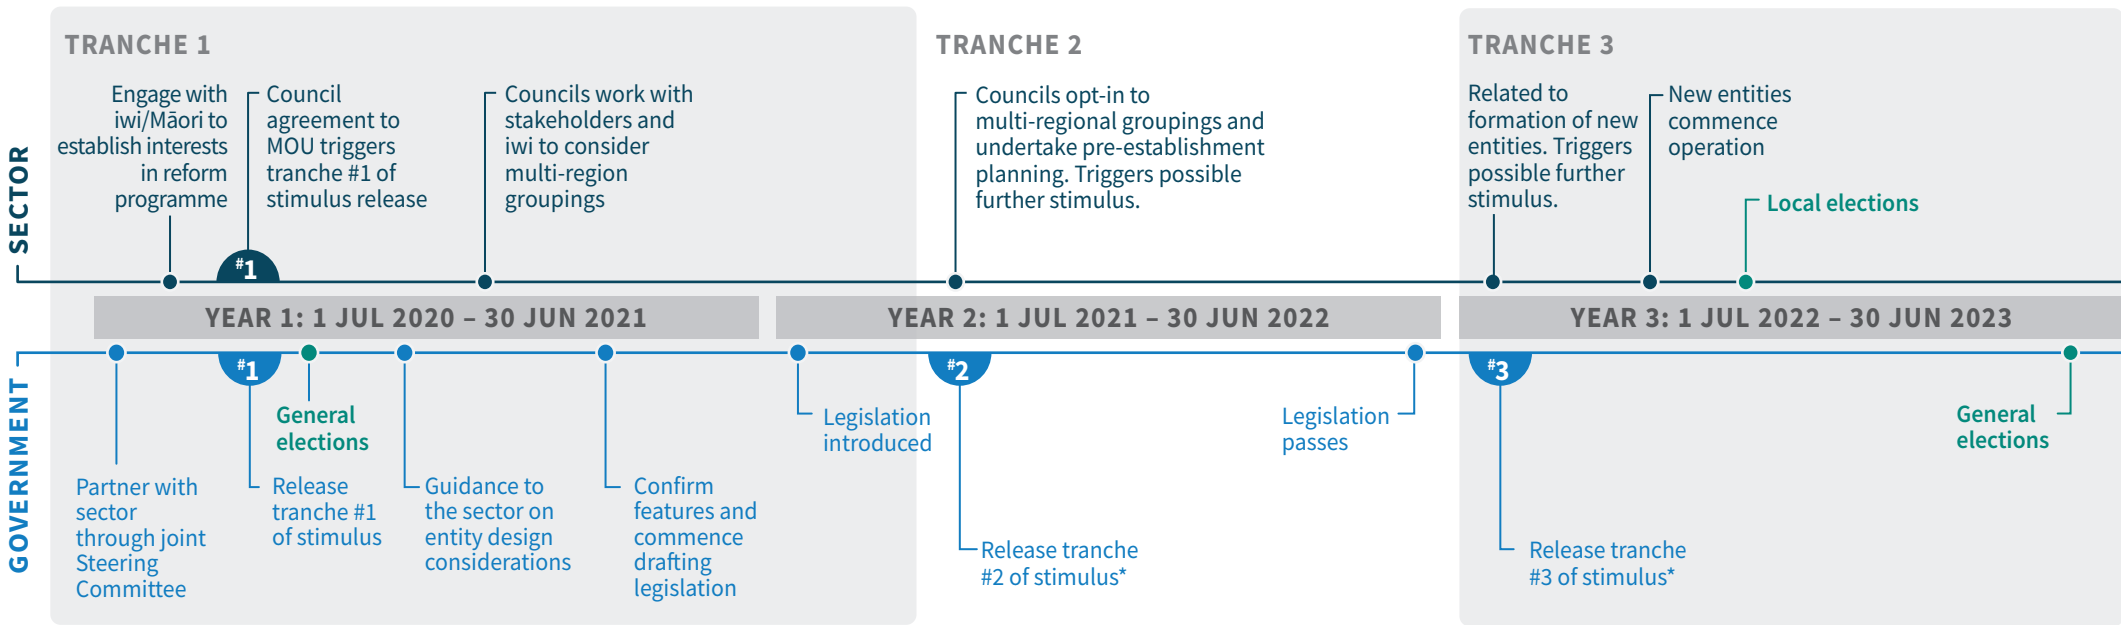 TRANCHE 1
TRANCHE 2
TRANCHE 3
SECTOR
Engage with
iwi/Māori to
establish interests
in reform
programme
Council
agreement to
MOU triggers
tranche #1 of
stimulus release
Councils work with
stakeholders and
iwi to consider
multi-region
groupings
Councils opt-in to
multi-regional groupings and
undertake pre-establishment
planning. Triggers possible
further stimulus.
Related to
formation of new
entities. Triggers
possible further
stimulus.
New entities
commence
operation
Local elections
#1
YEAR 1: 1 JUL 2020 – 30 JUN 2021
YEAR 2: 1 JUL 2021 – 30 JUN 2022
YEAR 3: 1 JUL 2022 – 30 JUN 2023
GOVERNMENT
#1
#2
#3
Partner with
sector
through joint
Steering
Committee
General
elections
Release
tranche #1
of stimulus
Guidance to
the sector on
entity design
considerations
Confirm
features and
commence
drafting
legislation
Legislation
introduced
Release tranche
#2 of stimulus*
Legislation
passes
Release tranche
#3 of stimulus*
General
elections